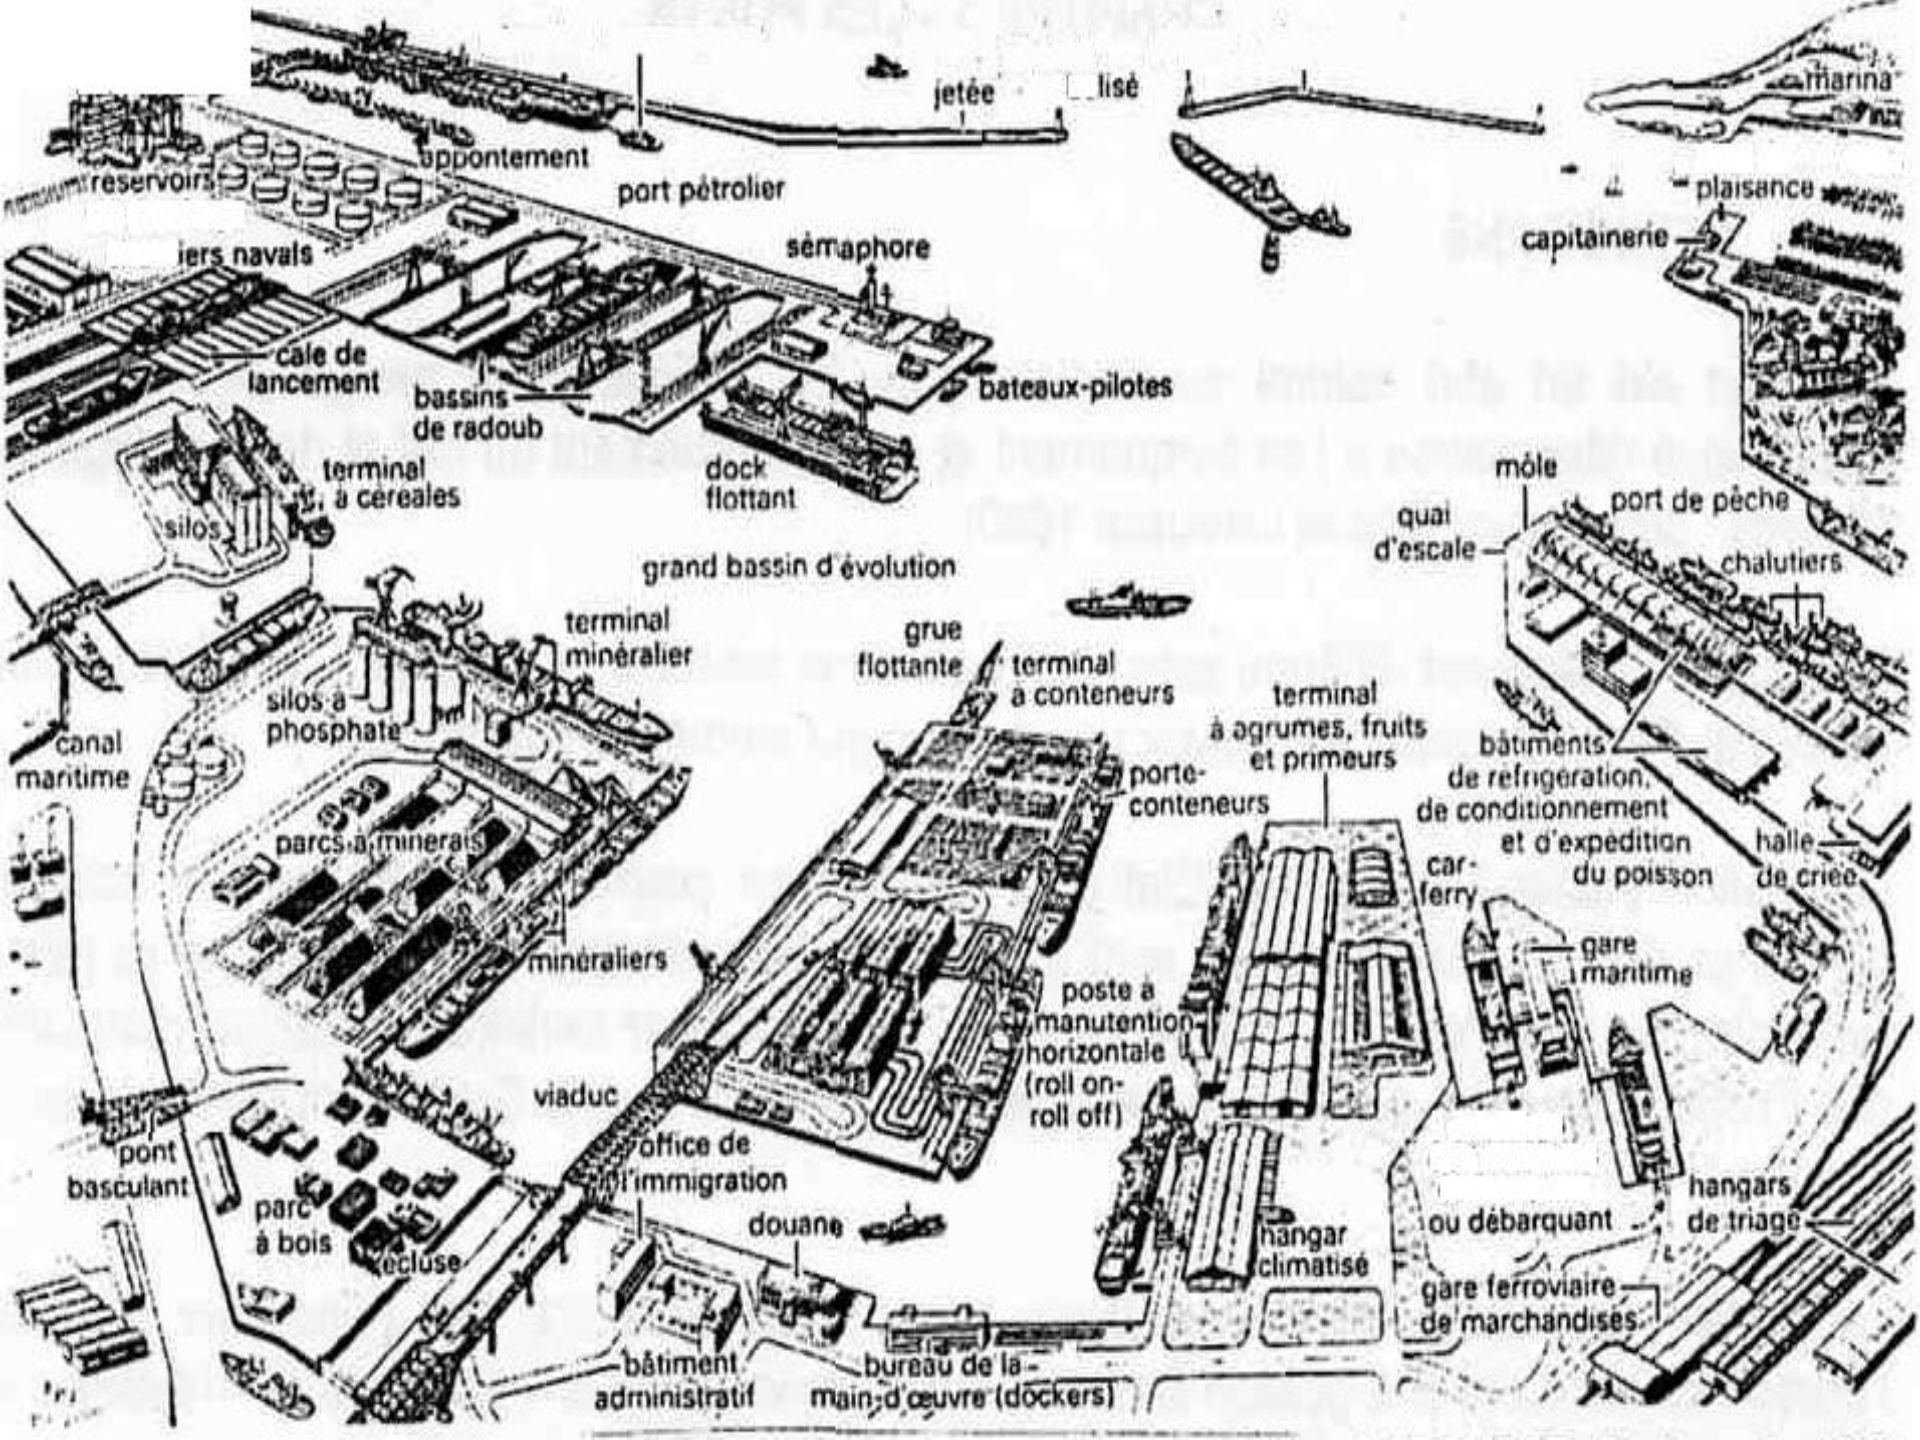 jetée
lisé
marina
appontement
réservoirs
port pétrolier
plaisance
capitainerie
iers navals
sémaphore
cale de
lancement
bassins
de radoub
bateaux-pilotes
terminal
à céréales
silos
dock
flottant
môle
port de pêche
quai
d'escale
chalutiers
grand bassin d'évolution
terminal
minéralier
grue
flottante
terminal
à conteneurs
silos à
phosphate
terminal
à agrumes, fruits
et primeurs
canal
maritime
bâtiments
de réfrigération,
de conditionnement
et d'expédition
du poisson
porte-
conteneurs
parcs à minerais
halle
de criée
car-
ferry
minéraliers
gare
maritime
poste à
manutention
horizontale
(roll on-
roll off)
viaduc
pont
basculant
office de
l'immigration
parc
à bois
écluse
douane
hangar
climatisé
ou débarquant
hangars
de triage
gare ferroviaire
de marchandises
bâtiment
administratif
bureau de la
main-d'œuvre (dockers)